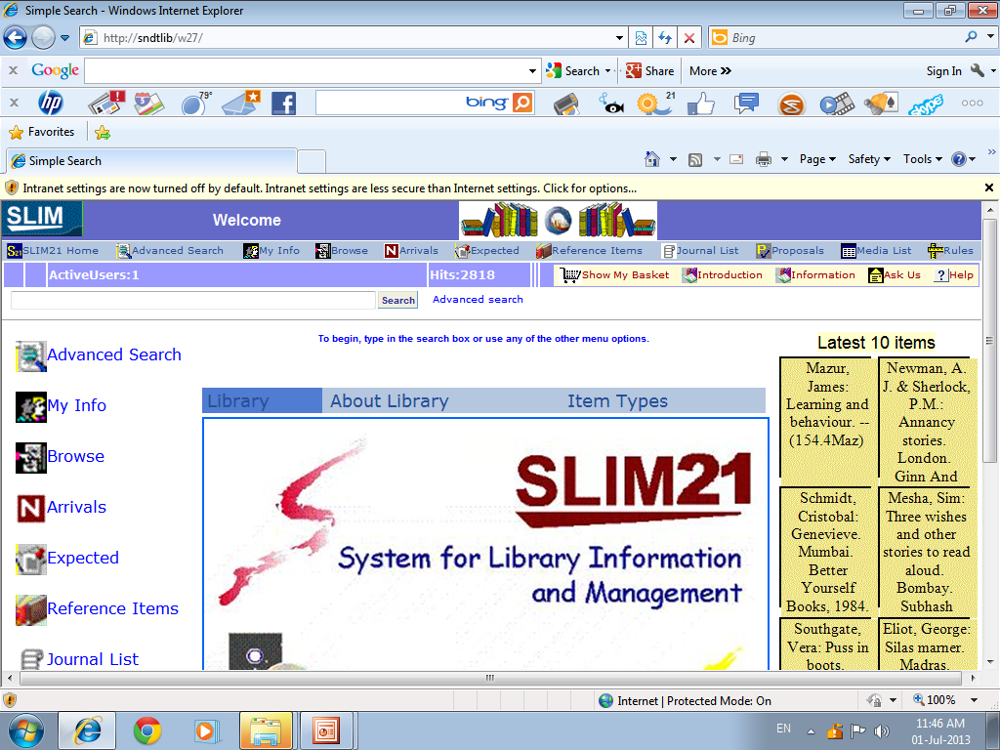 Simple Search - Windows Internet Explorer
http://sndtlib/w27/
Bing
x Google Search Share More » Sign In
x hp 79° bing 21 skype
Favorites
Simple Search Page Safety Tools
Intranet settings are now turned off by default. Intranet settings are less secure than Internet settings. Click for options...
SLIM Welcome
SLIM21 Home Advanced Search My Info Browse Arrivals Expected Reference Items Journal List Proposals Media List Rules
ActiveUsers:1 Hits:2818 Show My Basket Introduction Information Ask Us Help
Search Advanced search
To begin, type in the search box or use any of the other menu options.
Advanced Search
My Info
Browse
Arrivals
Expected
Reference Items
Journal List
Library About Library Item Types
SLIM21
System for Library Information
and Management
Latest 10 items
Mazur,
James:
Learning and
behaviour. --
(154.4Maz)
Newman, A.
J. & Sherlock,
P.M.:
Annancy
stories.
London.
Ginn And
Schmidt,
Cristobal:
Genevieve.
Mumbai.
Better
Yourself
Books, 1984.
Mesha, Sim:
Three wishes
and other
stories to read
aloud.
Bombay.
Subhash
Southgate,
Vera: Puss in
boots.
Eliot, George:
Silas marner.
Madras.
Internet | Protected Mode: On 100%
EN 11:46 AM
01-Jul-2013